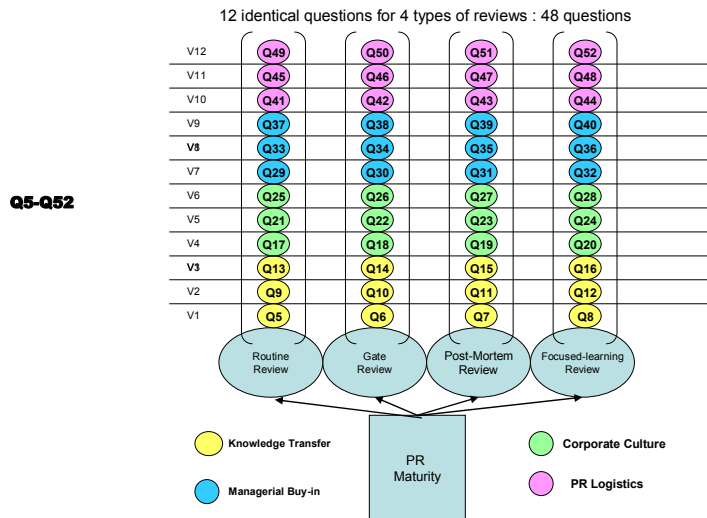 12 identical questions for 4 types of reviews : 48 questions
V12 Q49 Q50 Q51 Q52
V11 Q45 Q46 Q47 Q48
V10 Q41 Q42 Q43 Q44
V9 Q37 Q38 Q39 Q40
V8 Q33 Q34 Q35 Q36
V7 Q29 Q30 Q31 Q32
Q5-Q52
V6 Q25 Q26 Q27 Q28
V5 Q21 Q22 Q23 Q24
V4 Q17 Q18 Q19 Q20
V3 Q13 Q14 Q15 Q16
V2 Q9 Q10 Q11 Q12
V1 Q5 Q6 Q7 Q8
Routine
Review
Gate
Review
Post-Mortem
Review
Focused-learning
Review
PR
Maturity
Knowledge Transfer
Managerial Buy-in
Corporate Culture
PR Logistics